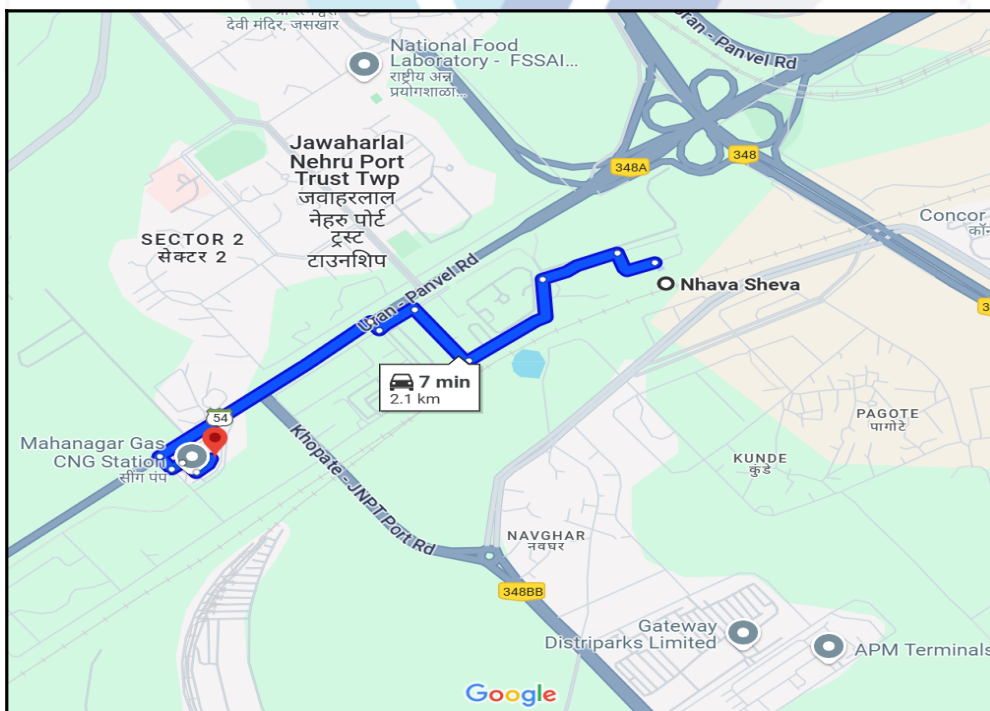 देवी मंदिर, जसखार
National Food
Laboratory - FSSAI...
राष्ट्रीय अन्न
प्रयोगशाळा...
Uran - Panvel Rd
Jawaharlal
Nehru Port
Trust Twp
जवाहरलाल
नेहरु पोर्ट
ट्रस्ट
टाउनशिप
348A
348
Concor
SECTOR 2
सेक्टर 2
Nhava Sheva
Uran - Panvel Rd
7 min
2.1 km
54
Mahanagar Gas
CNG Station
सीग पंप
Khopate - JNPT Port Rd
PAGOTE
पागोटे
KUNDE
कुंडे
NAVGHAR
नवघर
348BB
Gateway
Distriparks Limited
APM Terminals
Google